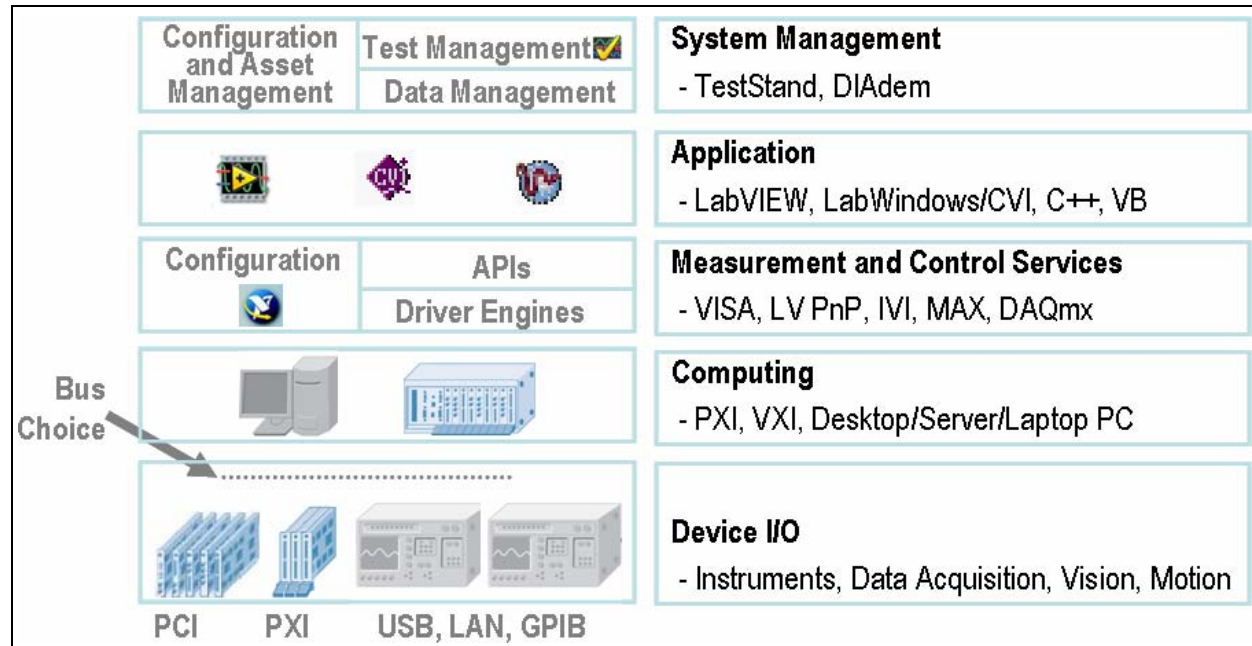 Configuration
and Asset
Management
Test Management
Data Management
System Management
- TestStand, DIAdem
CVI
Application
- LabVIEW, LabWindows/CVI, C++, VB
Configuration
APIs
Driver Engines
Measurement and Control Services
- VISA, LV PnP, IVI, MAX, DAQmx
Bus
Choice
Computing
- PXI, VXI, Desktop/Server/Laptop PC
Device I/O
- Instruments, Data Acquisition, Vision, Motion
PCI
PXI
USB, LAN, GPIB